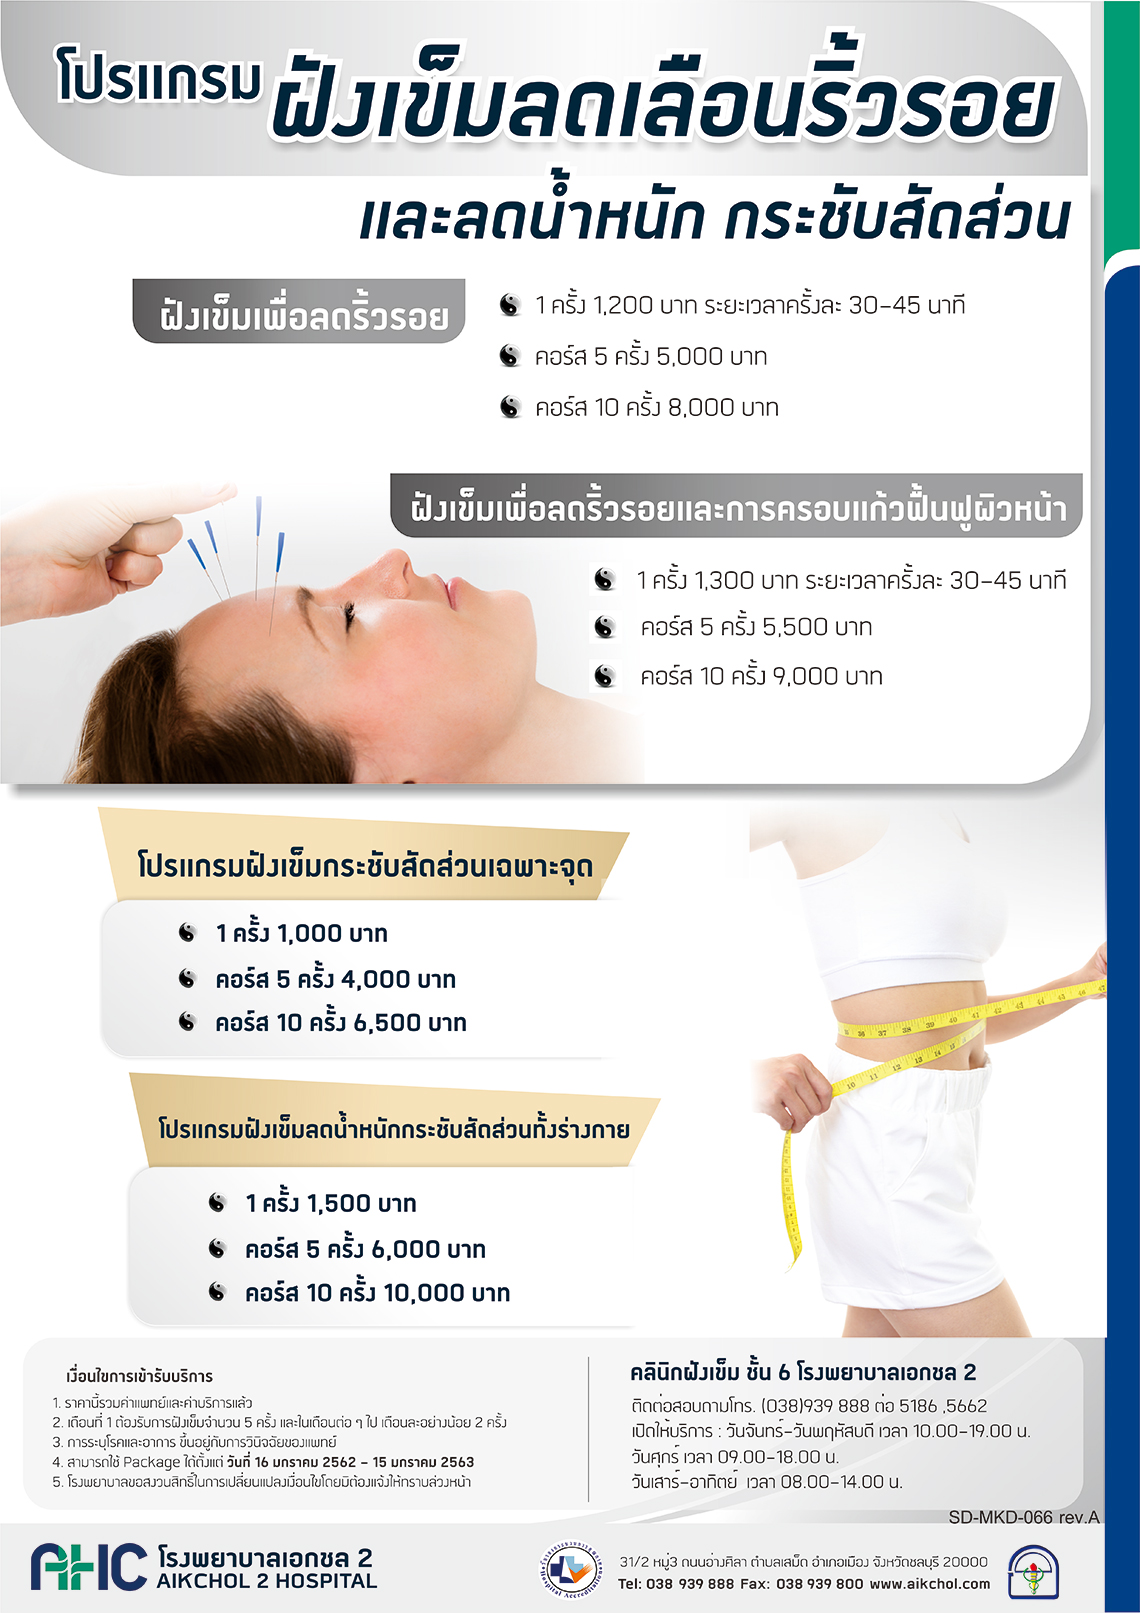 โปรแกรม ฝังเข็มลดเลือนริ้วรอย
และลดน้ำหนัก กระชับสัดส่วน
ฝังเข็มเพื่อลดริ้วรอย
1 ครั้ง 1,200 บาท ระยะเวลาครั้งละ 30-45 นาที
คอร์ส 5 ครั้ง 5,000 บาท
คอร์ส 10 ครั้ง 8,000 บาท
ฝังเข็มเพื่อลดริ้วรอยและการครอบแก้วฟื้นฟูผิวหน้า
1 ครั้ง 1,300 บาท ระยะเวลาครั้งละ 30-45 นาที
คอร์ส 5 ครั้ง 5,500 บาท
คอร์ส 10 ครั้ง 9,000 บาท
โปรแกรมฝังเข็มกระชับสัดส่วนเฉพาะจุด
1 ครั้ง 1,000 บาท
คอร์ส 5 ครั้ง 4,000 บาท
คอร์ส 10 ครั้ง 6,500 บาท
โปรแกรมฝังเข็มลดน้ำหนักกระชับสัดส่วนทั้งร่างกาย
1 ครั้ง 1,500 บาท
คอร์ส 5 ครั้ง 6,000 บาท
คอร์ส 10 ครั้ง 10,000 บาท
เงื่อนไขการเข้ารับบริการ
1. ราคานี้รวมค่าแพทย์และค่าบริการแล้ว
2. เดือนที่ 1 ต้องรับการฝังเข็มจำนวน 5 ครั้ง และในเดือนต่อ ๆ ไป เดือนละอย่างน้อย 2 ครั้ง
3. การระบุโรคและอาการ ขึ้นอยู่กับการวินิจฉัยของแพทย์
4. สามารถใช้ Package ได้ตั้งแต่ วันที่ 16 มกราคม 2562 - 15 มกราคม 2563
5. โรงพยาบาลขอสงวนสิทธิ์ในการเปลี่ยนแปลงเงื่อนไขโดยมิต้องแจ้งให้ทราบล่วงหน้า
คลินิกฝังเข็ม ชั้น 6 โรงพยาบาลเอกชล 2
ติดต่อสอบถามโทร. (038)939 888 ต่อ 5186 ,5662
เปิดให้บริการ : วันจันทร์-วันพฤหัสบดี เวลา 10.00-19.00 น.
วันศุกร์ เวลา 09.00-18.00 น.
วันเสาร์-อาทิตย์ เวลา 08.00-14.00 น.
SD-MKD-066 rev.A
AHC โรงพยาบาลเอกชล 2
AIKCHOL 2 HOSPITAL
31/2 หมู่3 ถนนอ่างศิลา ตำบลเสม็ด อำเภอเมือง จังหวัดชลบุรี 20000
Tel: 038 939 888 Fax: 038 939 800 www.aikchol.com